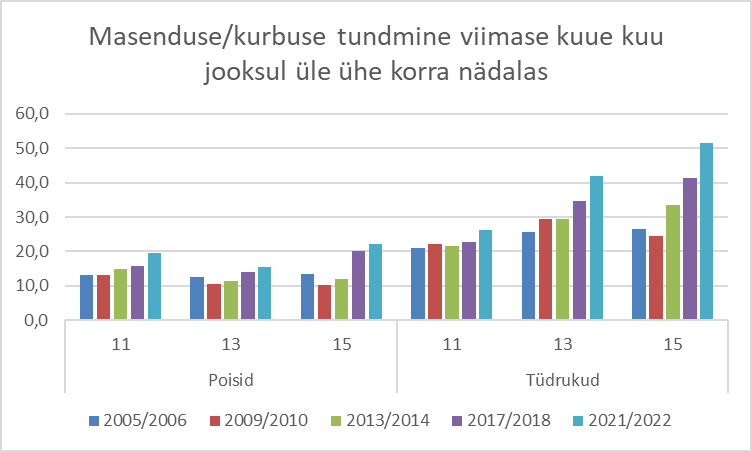 Masenduse/kurbuse tundmine viimase kuue kuu
jooksul üle ühe korra nädalas
60,0
50,0
40,0
30,0
20,0
10,0
0,0
11 13 15 11 13 15
Poisid Tüdrukud
2005/2006 2009/2010 2013/2014 2017/2018 2021/2022